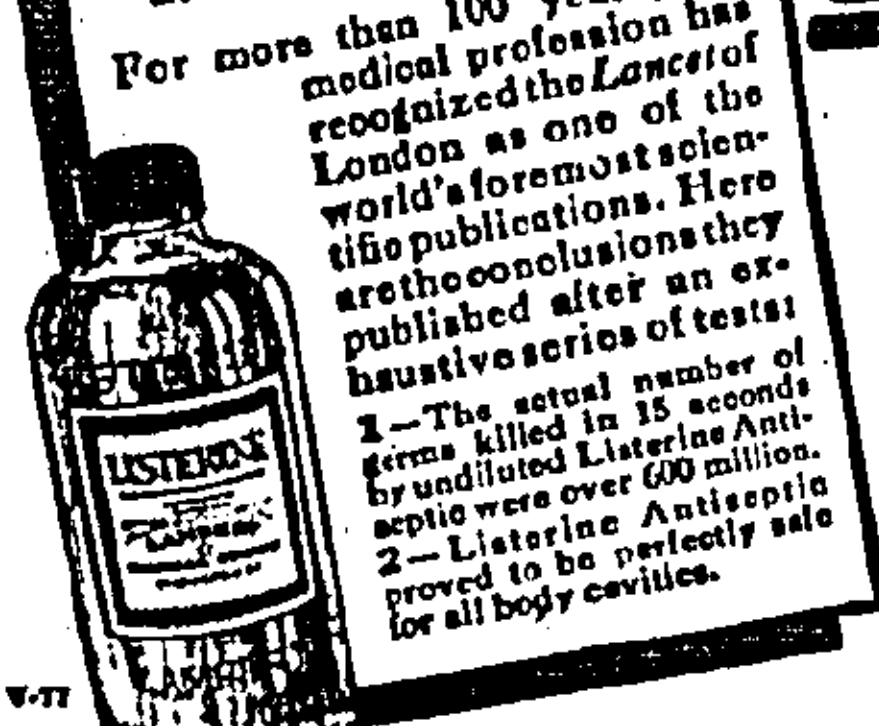 For more than 100
medical profession has
recognized the Lancet of
London as one of the
world's foremost scien-
tific publications. Here
are the conclusions they
published after an ex-
haustive series of tests:
1—The actual number of
germs killed in 15 seconds
by undiluted Listerine Anti-
septic were over 600 million.
2—Listerine Antiseptic
proved to be perfectly safe
for all body cavities.
LISTERINE
LAMBERT
V-77